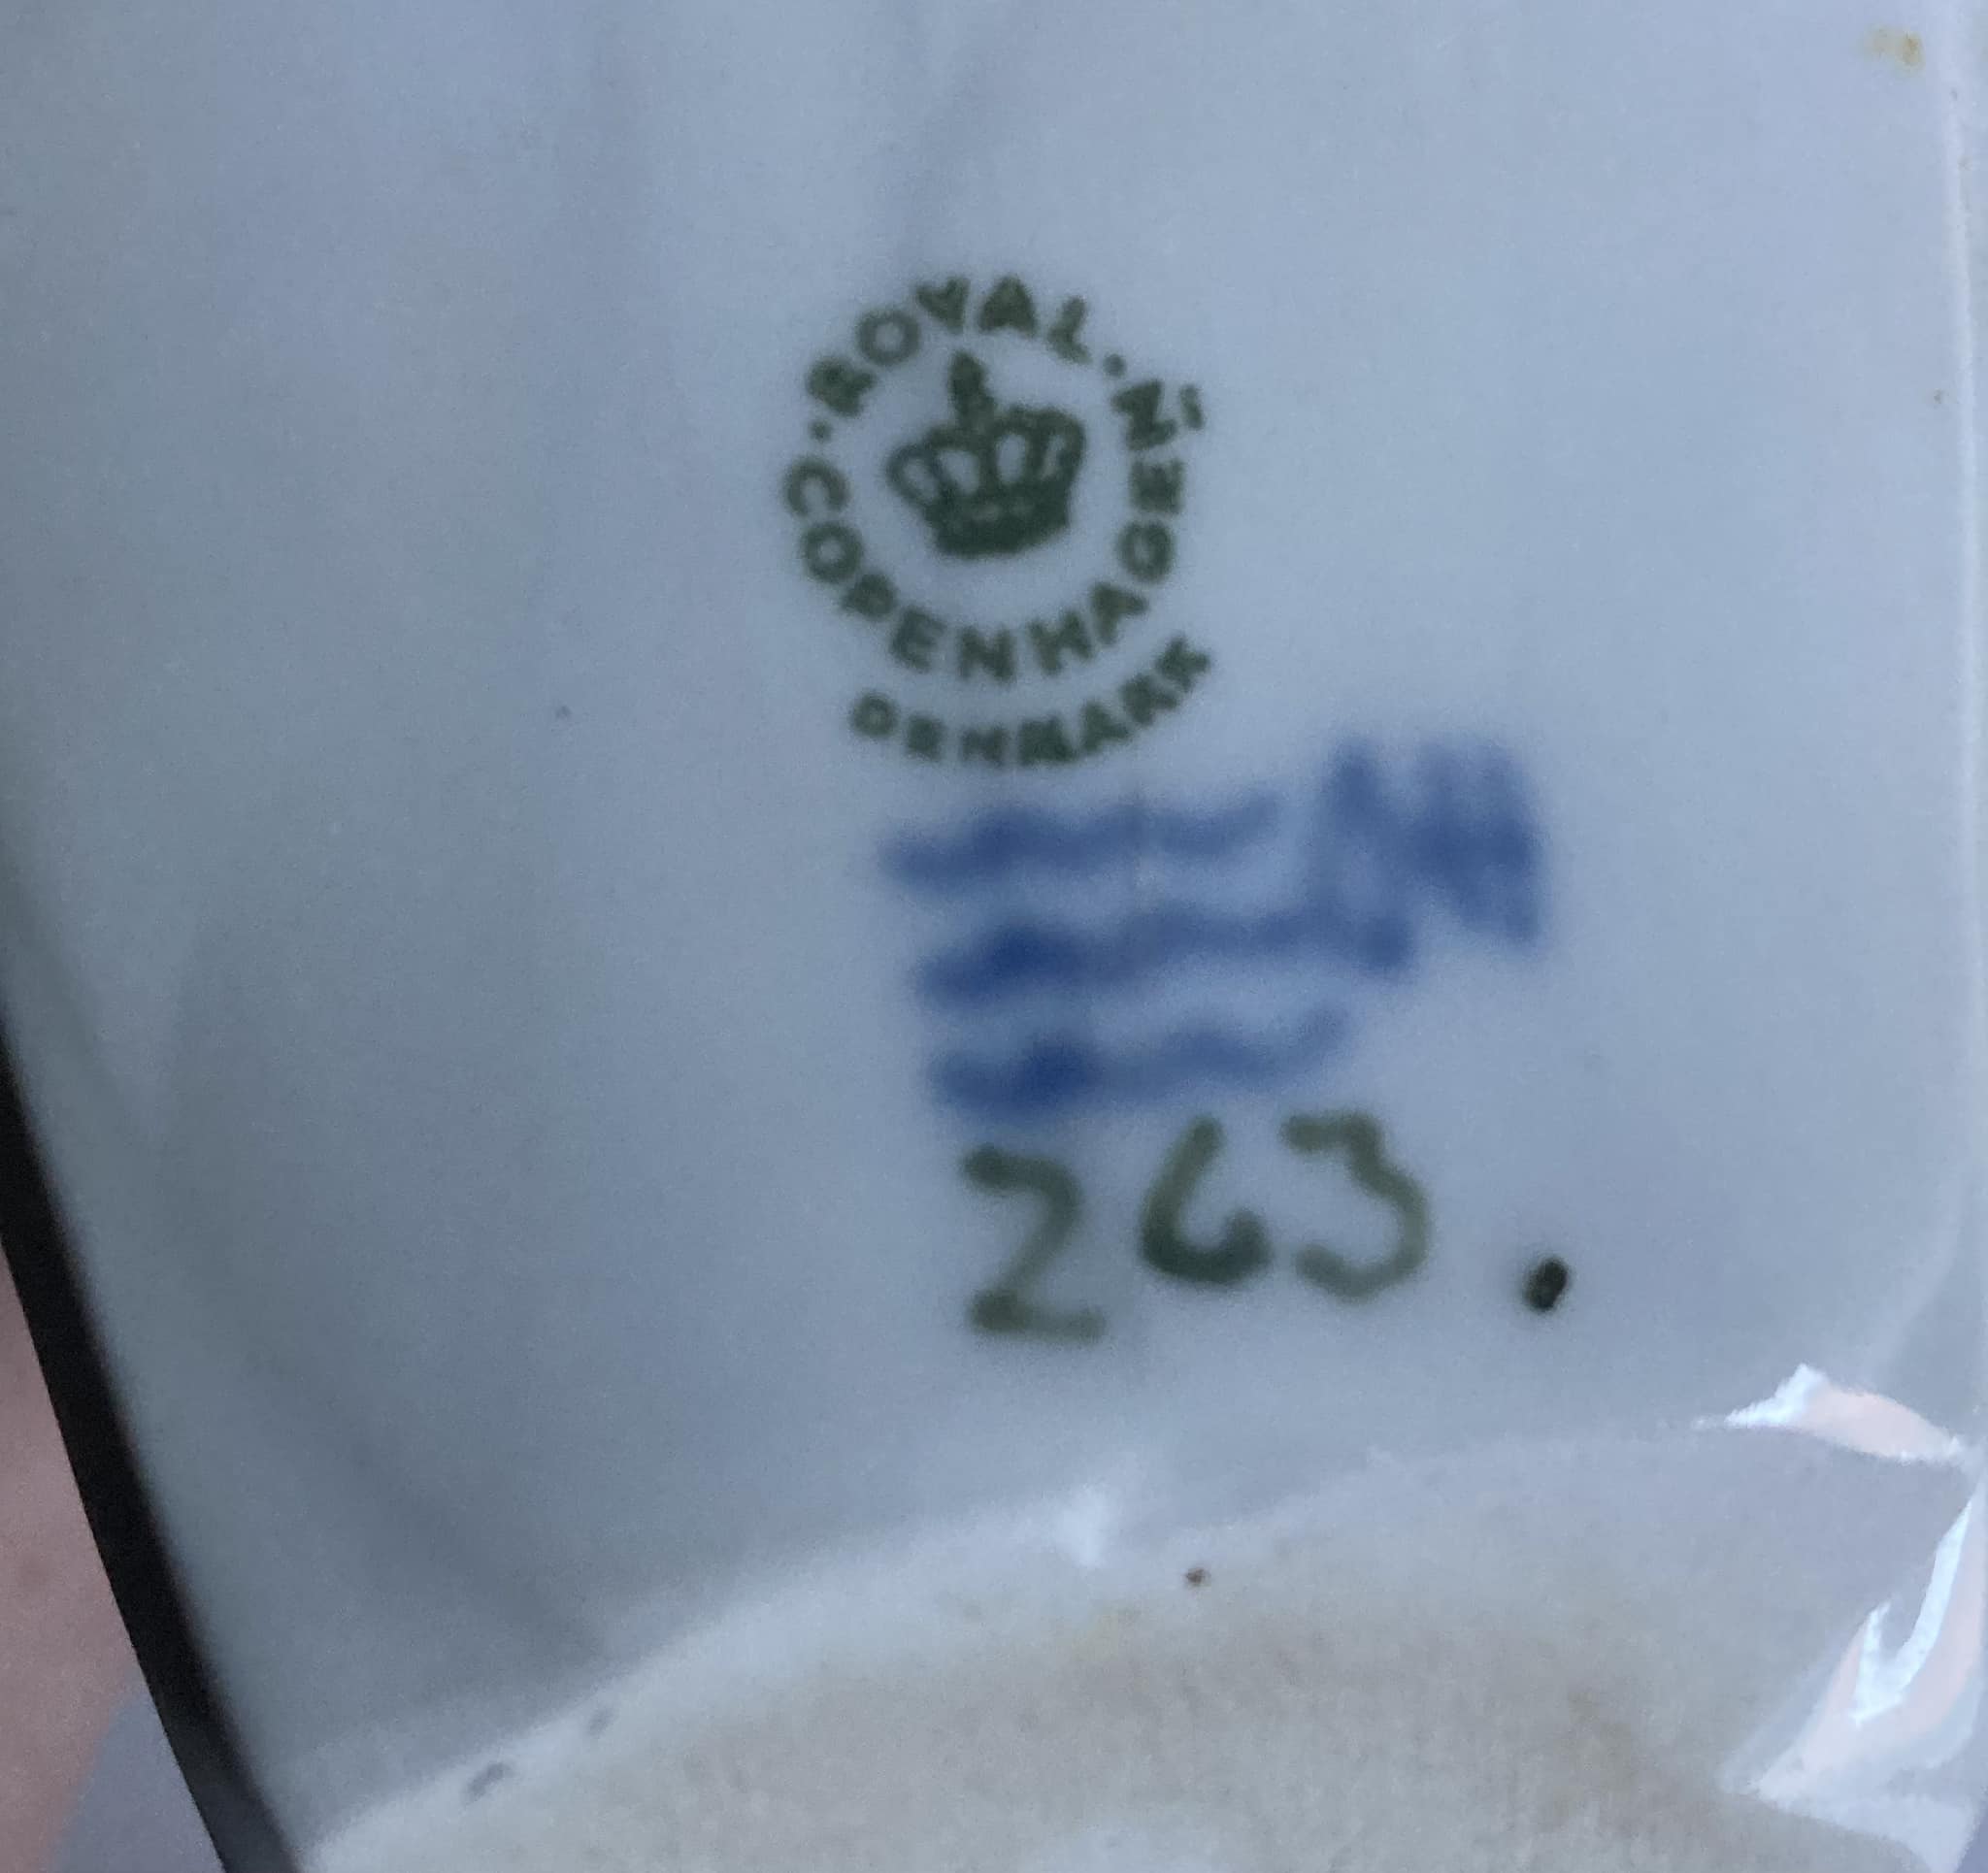 · ROYAL · COPENHAGEN
DENMARK
263.